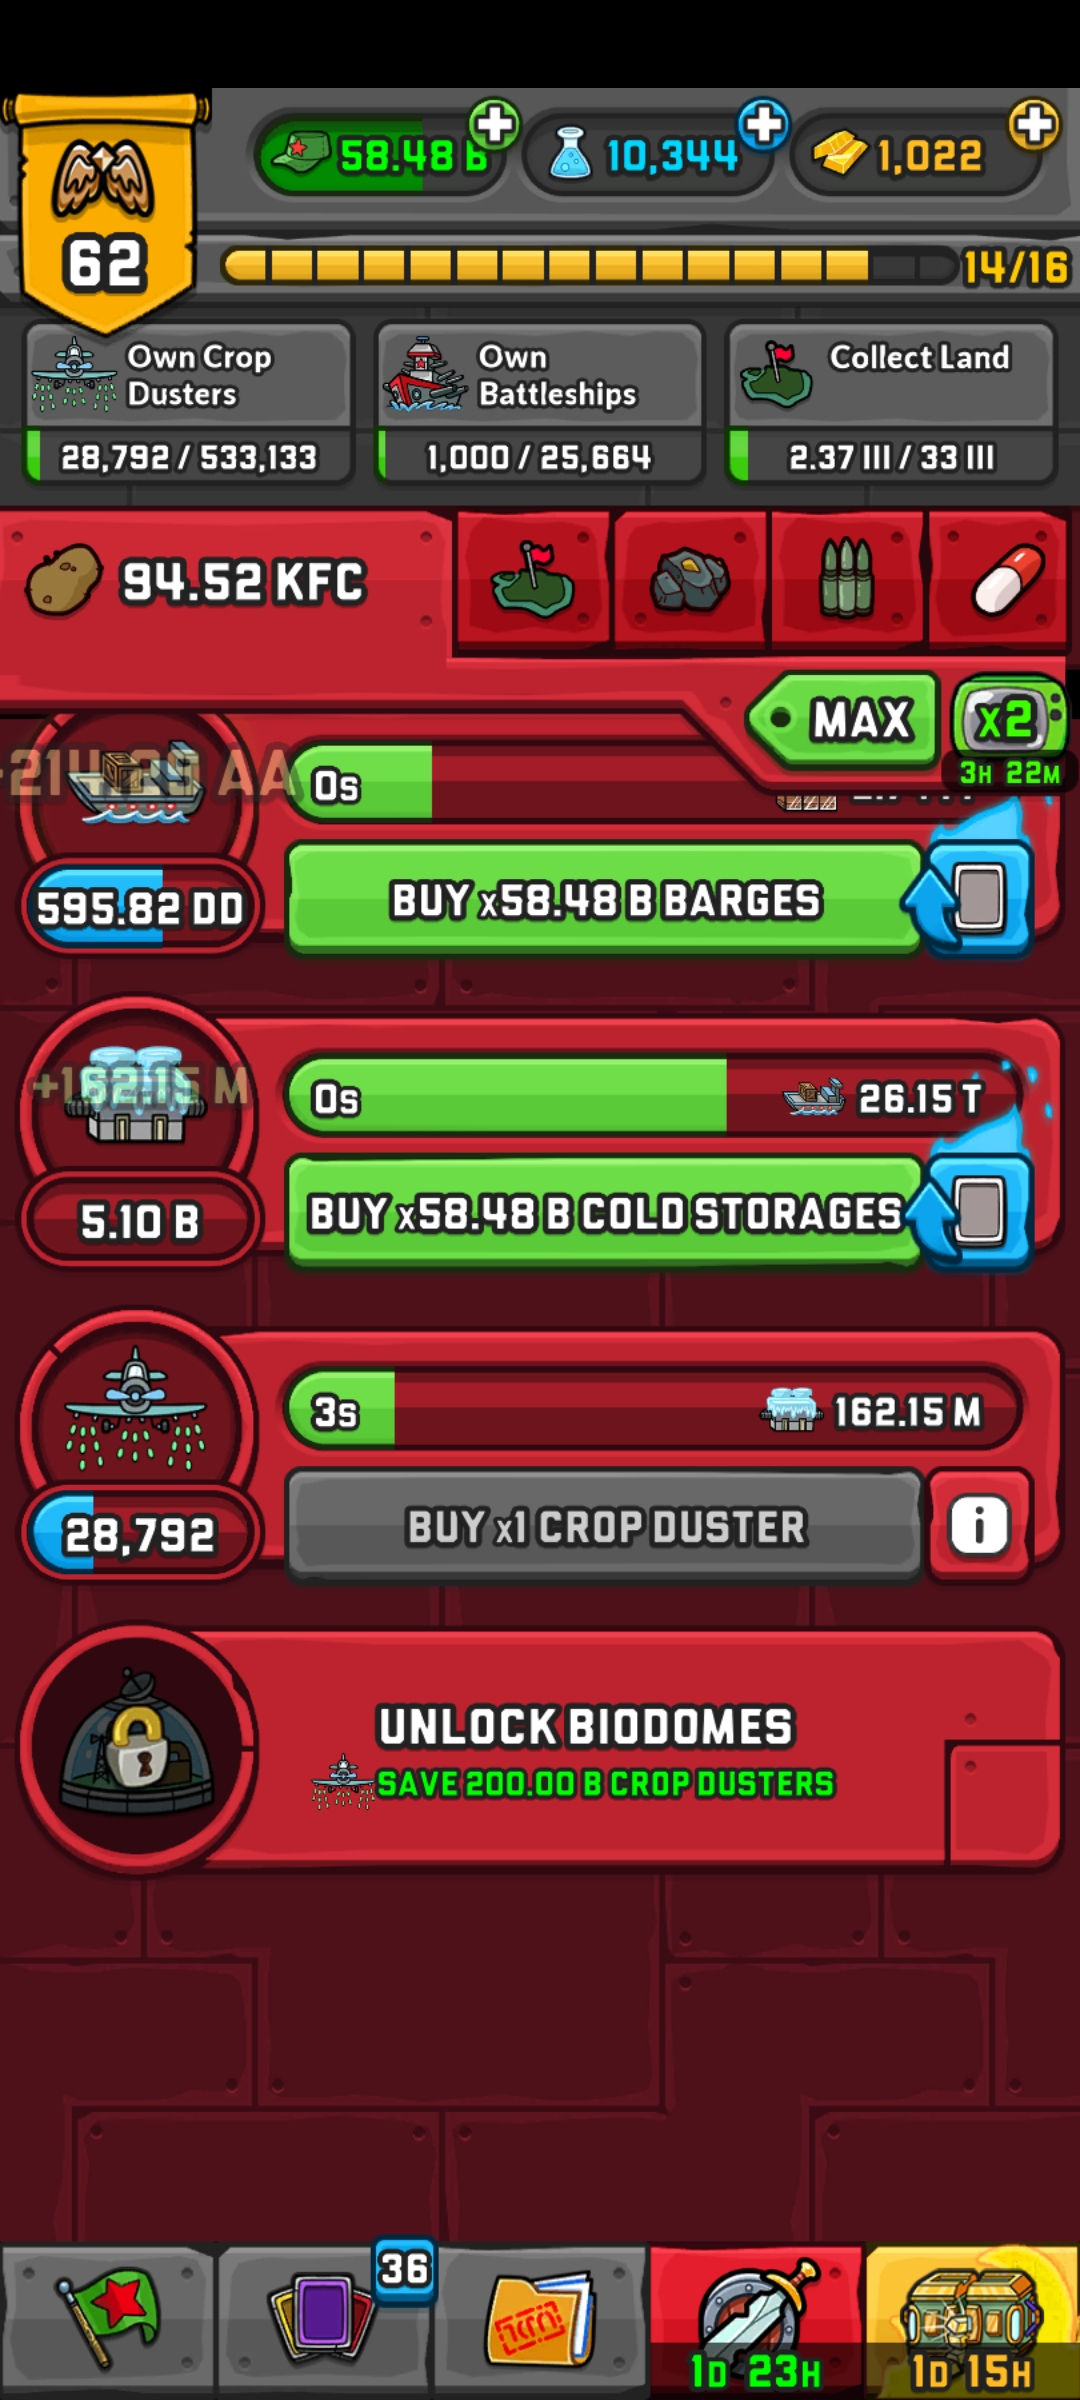 58.48 B
10,344
1,022
62
14/16
Own Crop
Dusters
28,792 / 533,133
Own
Battleships
1,000 / 25,664
Collect Land
2.37 III / 33 III
94.52 KFC
MAX
x2
3H 22M
AA
0s
595.82 DD
BUY x58.48 B BARGES
+162.15 M
0s
26.15 T
5.10 B
BUY x58.48 B COLD STORAGES
3s
162.15 M
28,792
BUY x1 CROP DUSTER
i
UNLOCK BIODOMES
SAVE 200.00 B CROP DUSTERS
36
1D 23H
1D 15H